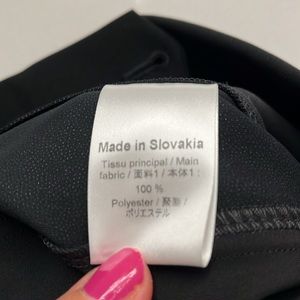 Made in Slovakia
Tissu principal / Main
fabric / 面料1 / 本体1 :
100 %
Polyester / 聚酯 /
ポリエステル